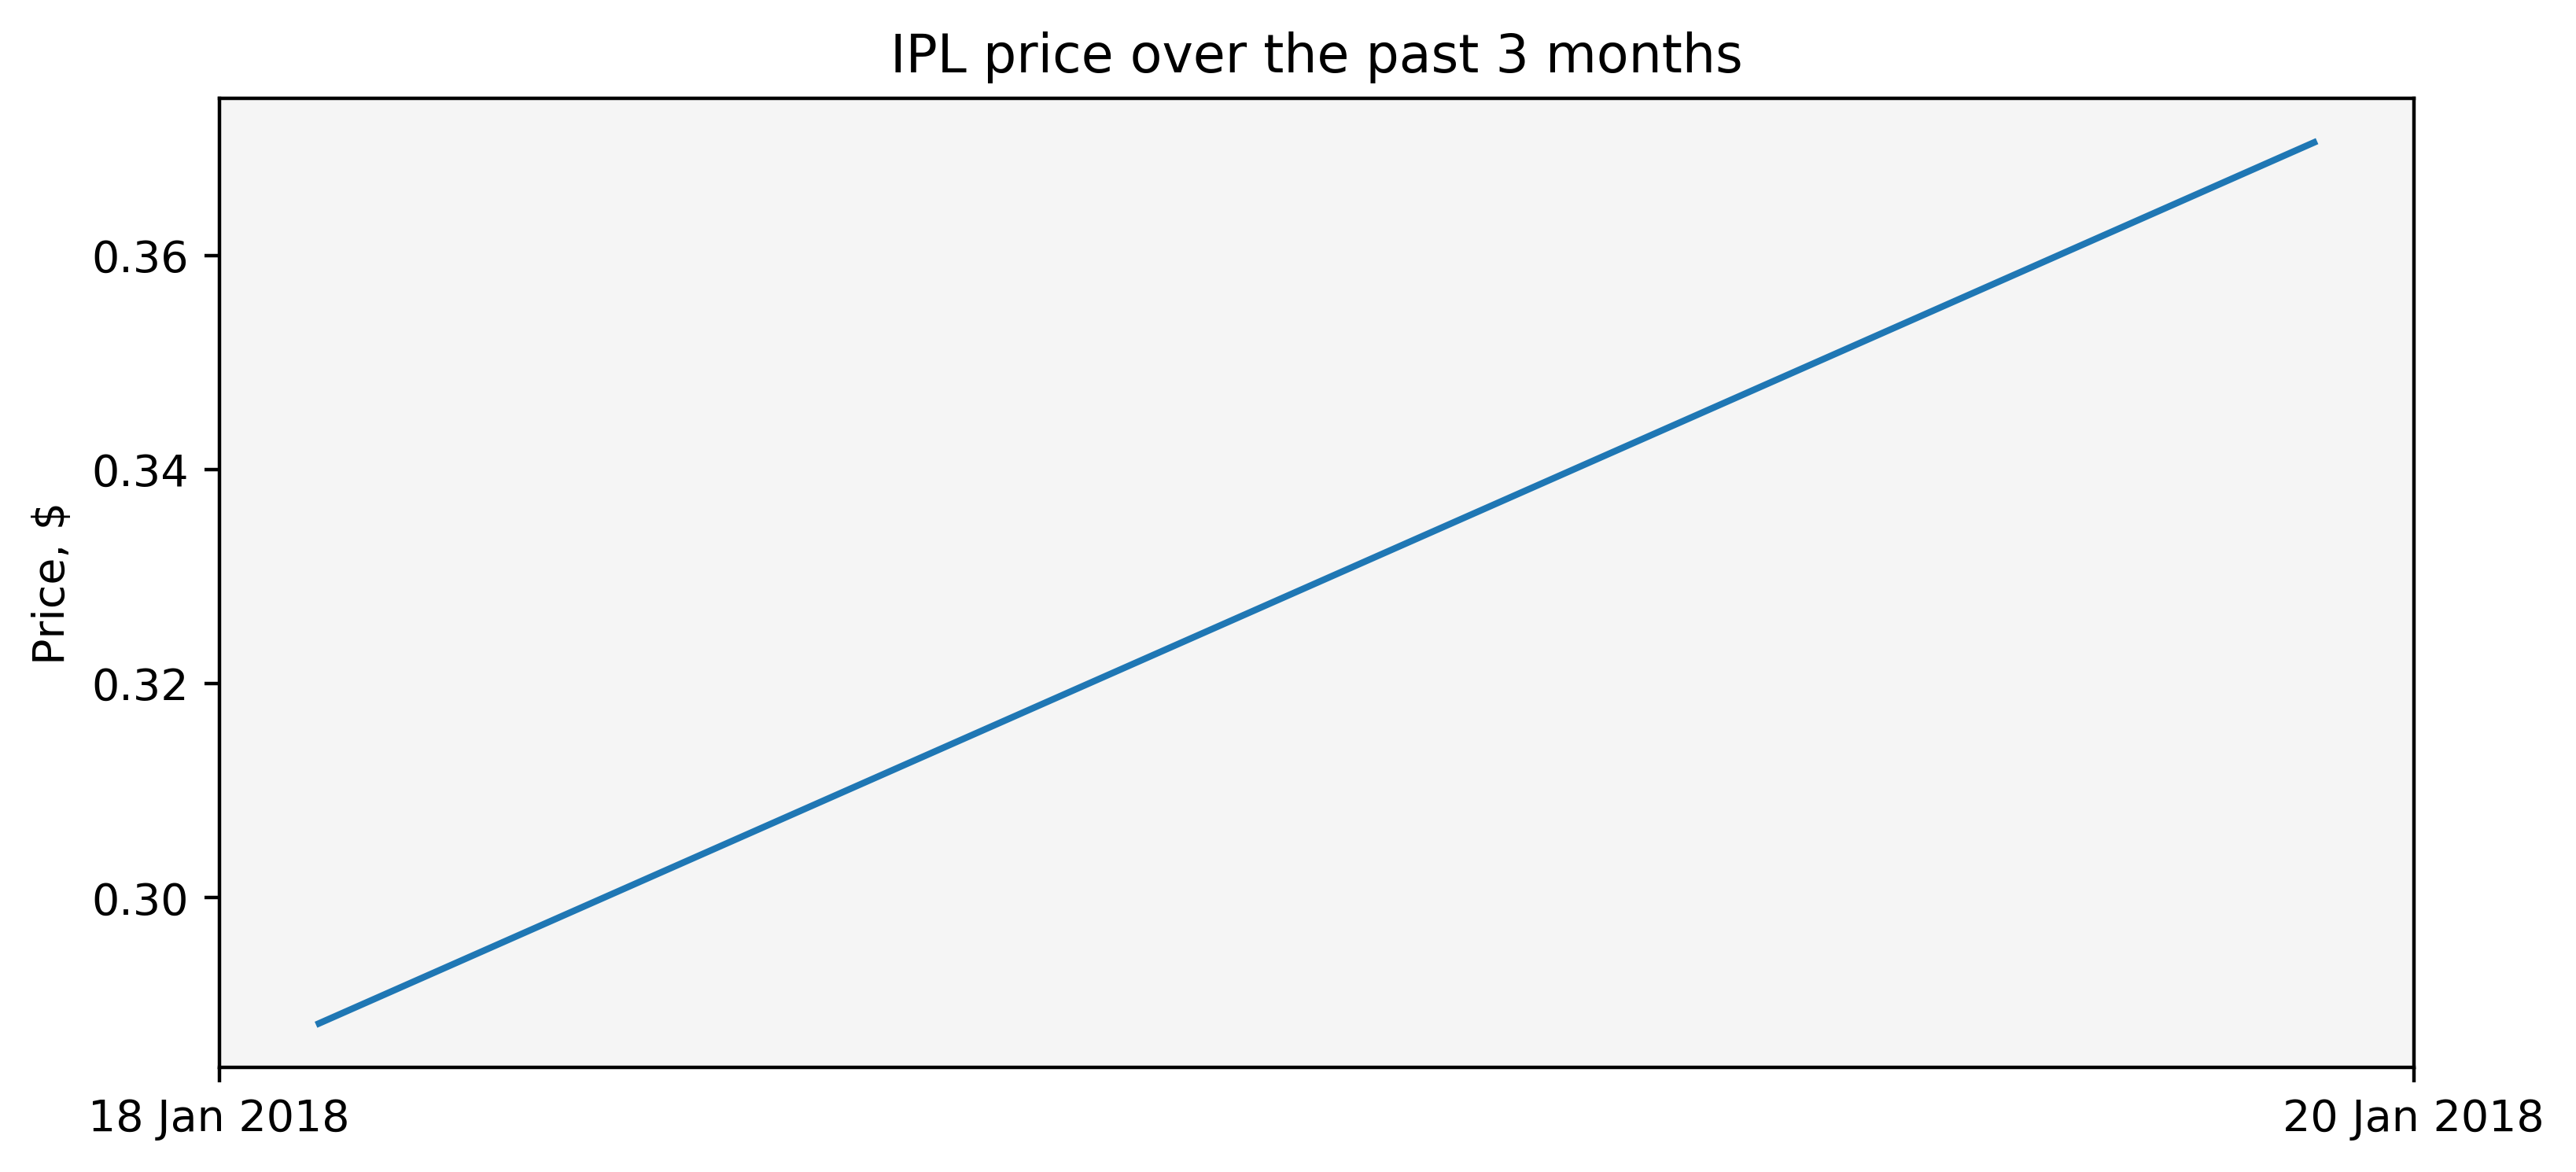 IPL price over the past 3 months
Price, $
0.36
0.34
0.32
0.30
18 Jan 2018
20 Jan 2018